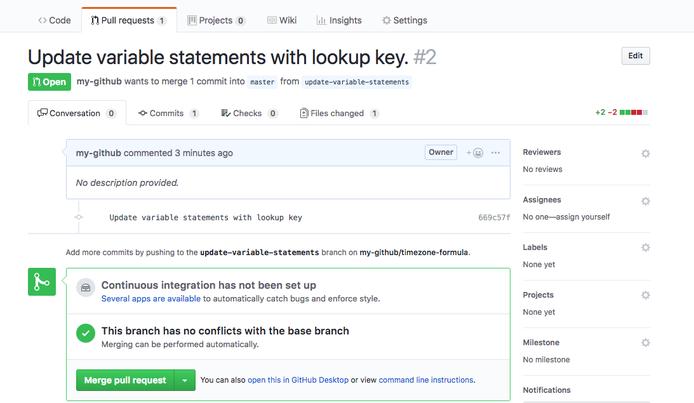 Code Pull requests 1 Projects 0 Wiki Insights Settings
Update variable statements with lookup key. #2 Edit
Open my-github wants to merge 1 commit into master from update-variable-statements
Conversation 0 Commits 1 Checks 0 Files changed 1 +2 −2
my-github commented 3 minutes ago Owner
No description provided.
Update variable statements with lookup key 669c57f
Add more commits by pushing to the update-variable-statements branch on my-github/timezone-formula.
Continuous integration has not been set up
Several apps are available to automatically catch bugs and enforce style.
This branch has no conflicts with the base branch
Merging can be performed automatically.
Merge pull request You can also open this in GitHub Desktop or view command line instructions.
Reviewers
No reviews
Assignees
No one—assign yourself
Labels
None yet
Projects
None yet
Milestone
No milestone
Notifications